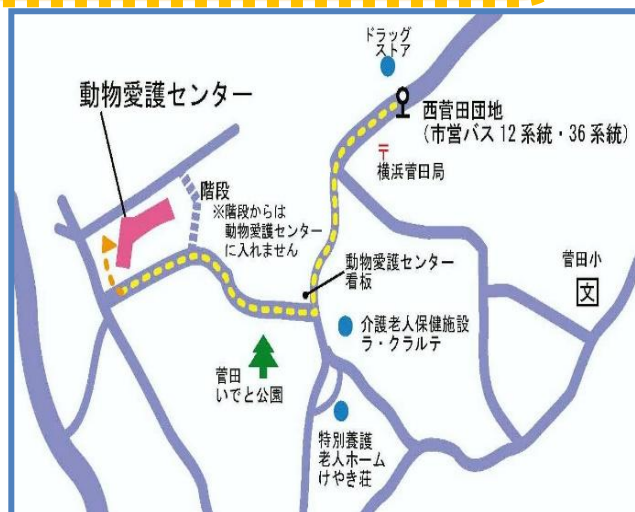 ドラッグ
ストア
動物愛護センター
西菅田団地
(市営バス12系統・36系統)
〒
横浜菅田局
階段
※階段からは
動物愛護センター
に入れません
菅田小
文
動物愛護センター
看板
介護老人保健施設
ラ・クラルテ
菅田
いでと公園
特別養護
老人ホーム
けやき荘